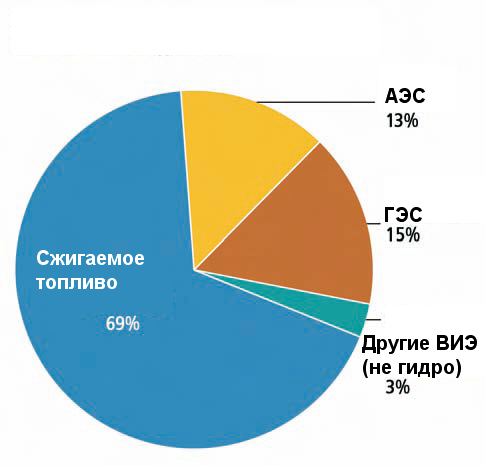 АЭС
13%
ГЭС
15%
Сжигаемое
топливо
69%
Другие ВИЭ
(не гидро)
3%